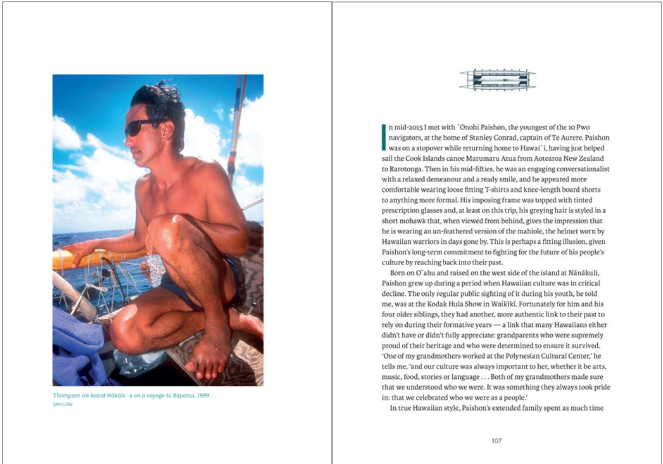 Thompson on board Hōkūle`a on a voyage to Rapanui, 1999.
SAM LOW
In mid-2015 I met with `Onohi Paishon, the youngest of the 10 Pwo
navigators, at the home of Stanley Conrad, captain of Te Aurere. Paishon
was on a stopover while returning home to Hawai`i, having just helped
sail the Cook Islands canoe Marumaru Atua from Aotearoa New Zealand
to Rarotonga. Then in his mid-fifties, he was an engaging conversationalist
with a relaxed demeanour and a ready smile, and he appeared more
comfortable wearing loose fitting T-shirts and knee-length board shorts
to anything more formal. His imposing frame was topped with tinted
prescription glasses and, at least on this trip, his greying hair is styled in a
short mohawk that, when viewed from behind, gives the impression that
he is wearing an un-feathered version of the mahiole, the helmet worn by
Hawaiian warriors in days gone by. This is perhaps a fitting illusion, given
Paishon's long-term commitment to fighting for the future of his people's
culture by reaching back into their past.
Born on O`ahu and raised on the west side of the island at Nānākuli,
Paishon grew up during a period when Hawaiian culture was in critical
decline. The only regular public sighting of it during his youth, he told
me, was at the Kodak Hula Show in Waikīkī. Fortunately for him and his
four older siblings, they had another, more authentic link to their past to
rely on during their formative years — a link that many Hawaiians either
didn't have or didn't fully appreciate: grandparents who were supremely
proud of their heritage and who were determined to ensure it survived.
'One of my grandmothers worked at the Polynesian Cultural Center,' he
tells me, 'and our culture was always important to her, whether it be arts,
music, food, stories or language . . . Both of my grandmothers made sure
that we understood who we were. It was something they always took pride
in: that we celebrated who we were as a people.'
In true Hawaiian style, Paishon's extended family spent as much time
107